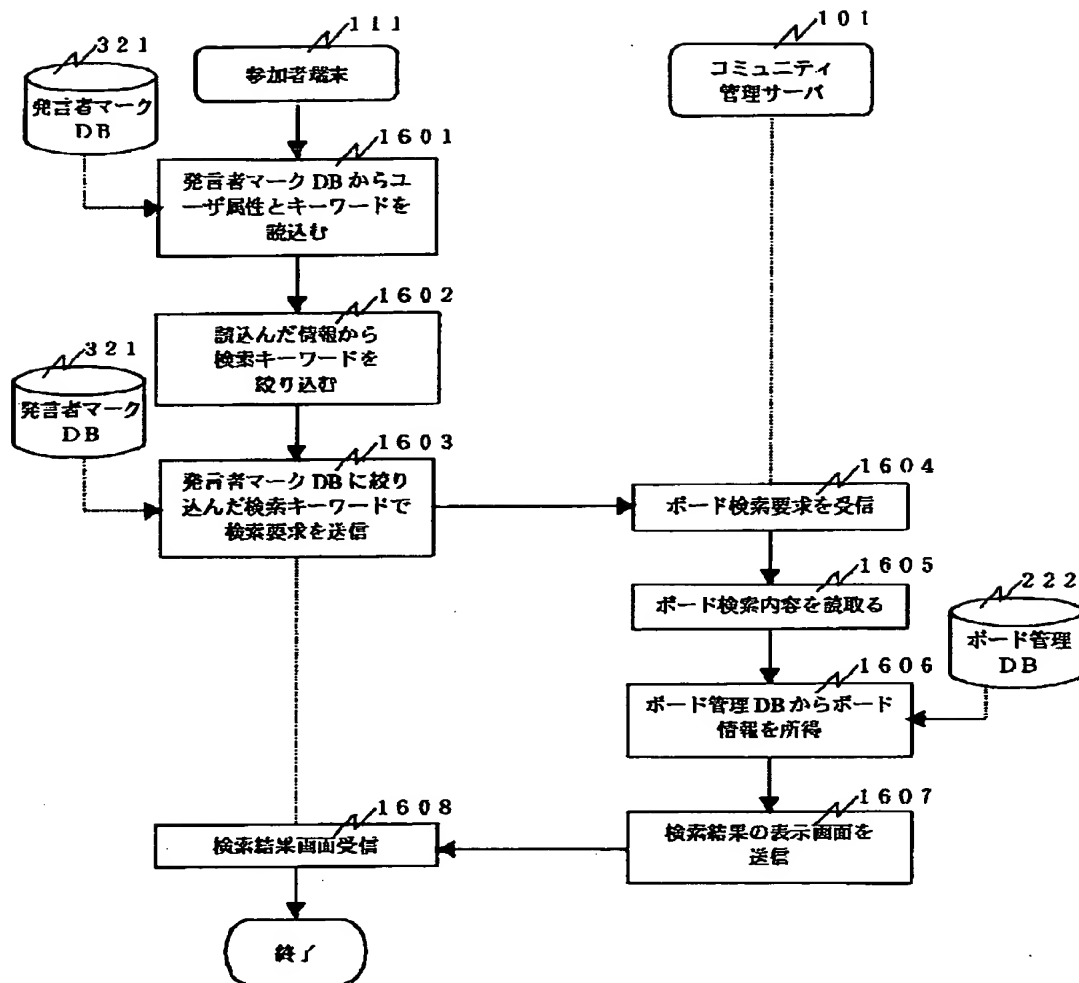 111
参加者端末
101
コミュニティ
管理サーバ
321
発言者マーク
DB
1601
発言者マークDBからユ
ーザ属性とキーワードを
読込む
1602
読込んだ情報から
検索キーワードを
絞り込む
321
発言者マーク
DB
1603
発言者マークDBに絞り
込んだ検索キーワードで
検索要求を送信
1604
ボード検索要求を受信
1605
ボード検索内容を読取る
222
ボード管理
DB
1606
ボード管理DBからボード
情報を所得
1607
検索結果の表示画面を
送信
1608
検索結果画面受信
終了